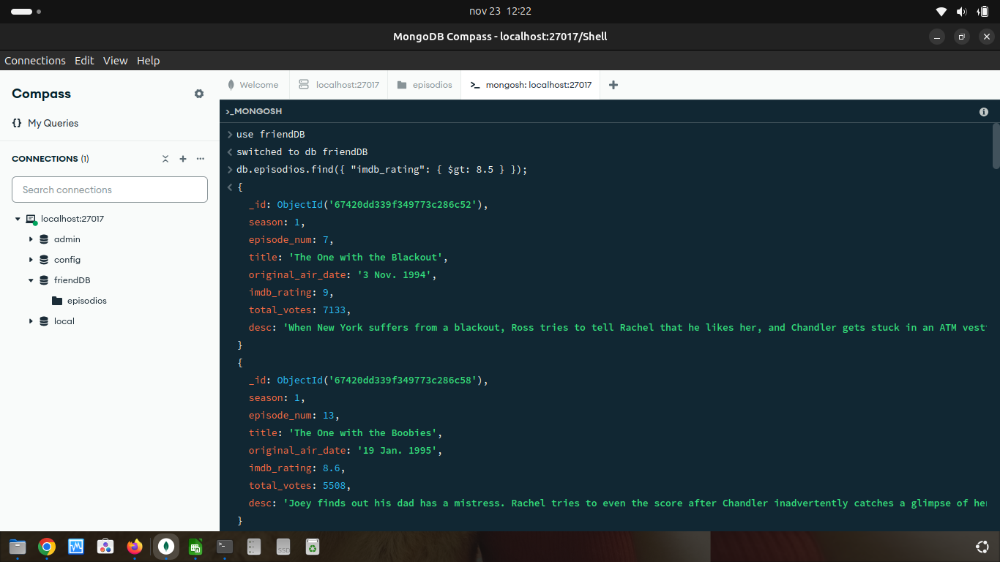 nov 23 12:22
MongoDB Compass - localhost:27017/Shell
Connections Edit View Help
Compass
{} My Queries
CONNECTIONS (1)
Search connections
localhost:27017
admin
config
friendDB
episodios
local
Welcome localhost:27017 episodios >_ mongosh: localhost:27017 +
>_MONGOSH
> use friendDB
< switched to db friendDB
> db.episodios.find({ "imdb_rating": { $gt: 8.5 } });
< {
_id: ObjectId('67420dd339f349773c286c52'),
season: 1,
episode_num: 7,
title: 'The One with the Blackout',
original_air_date: '3 Nov. 1994',
imdb_rating: 9,
total_votes: 7133,
desc: 'When New York suffers from a blackout, Ross tries to tell Rachel that he likes her, and Chandler gets stuck in an ATM vest
}
{
_id: ObjectId('67420dd339f349773c286c58'),
season: 1,
episode_num: 13,
title: 'The One with the Boobies',
original_air_date: '19 Jan. 1995',
imdb_rating: 8.6,
total_votes: 5508,
desc: 'Joey finds out his dad has a mistress. Rachel tries to even the score after Chandler inadvertently catches a glimpse of her
}
SSD